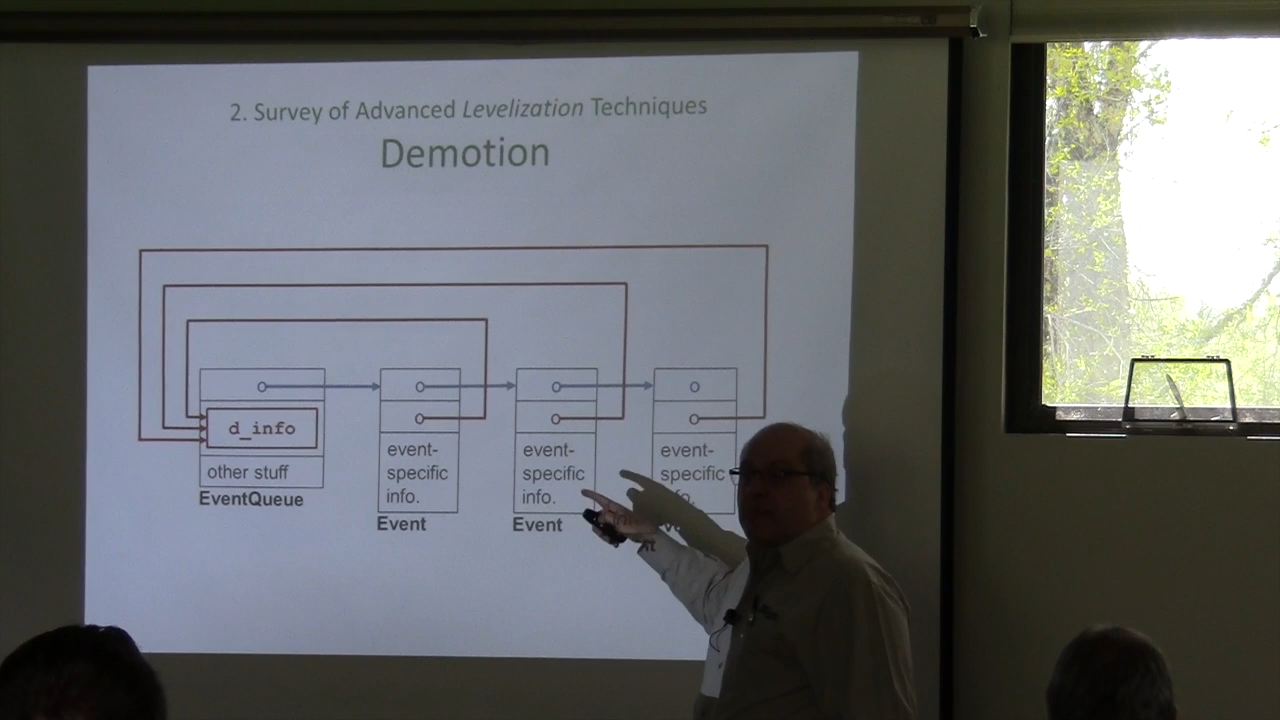 2. Survey of Advanced Levelization Techniques
Demotion
d_info
other stuff
EventQueue
event-
specific
info.
Event
event-
specific
info.
Event
event-
specific